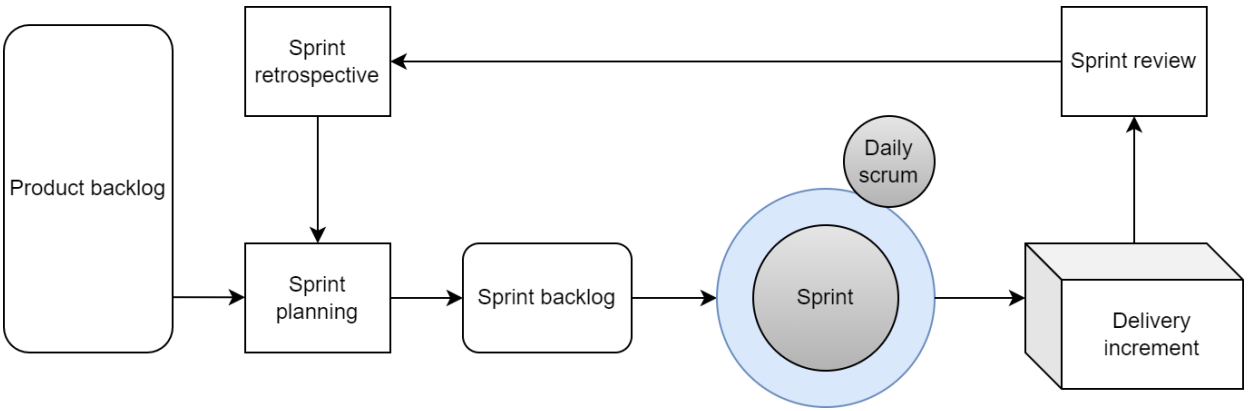 Product backlog
Sprint
retrospective
Sprint review
Daily
scrum
Sprint
planning
Sprint backlog
Sprint
Delivery
increment